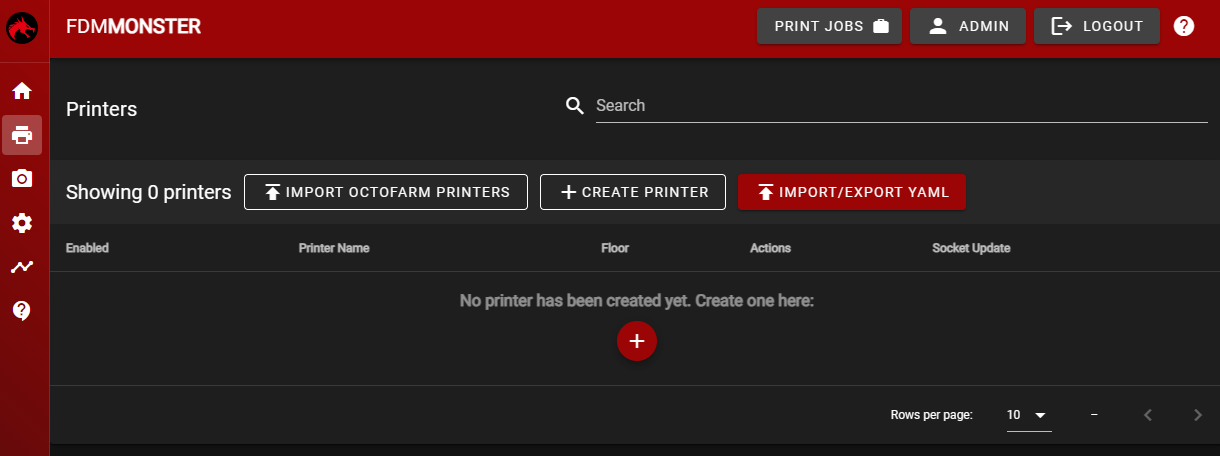 FDMMONSTER
PRINT JOBS
ADMIN
LOGOUT
Printers
Search
Showing 0 printers
IMPORT OCTOFARM PRINTERS
CREATE PRINTER
IMPORT/EXPORT YAML
Enabled
Printer Name
Floor
Actions
Socket Update
No printer has been created yet. Create one here:
Rows per page:
10
–